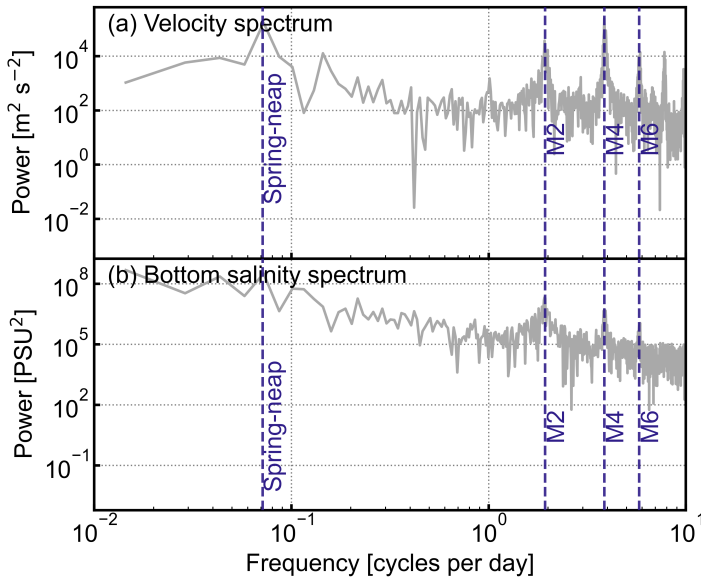 (a) Velocity spectrum
Power [m² s⁻²]
10⁴
10²
10⁰
10⁻²
Spring-neap
M2
M4
M6
(b) Bottom salinity spectrum
Power [PSU²]
10⁸
10⁵
10²
10⁻¹
Spring-neap
M2
M4
M6
10⁻² 10⁻¹ 10⁰ 10¹
Frequency [cycles per day]